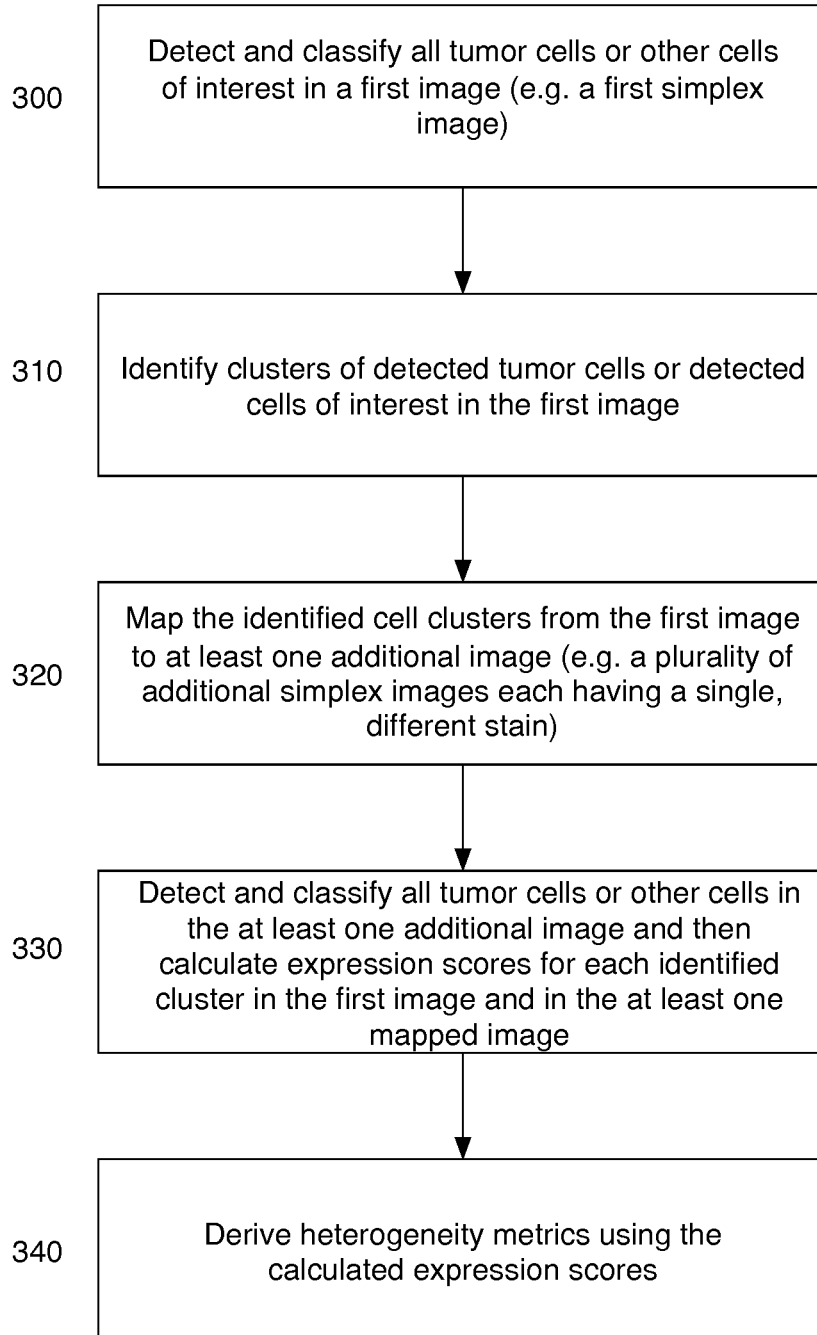 300
Detect and classify all tumor cells or other cells
of interest in a first image (e.g. a first simplex
image)
310
Identify clusters of detected tumor cells or detected
cells of interest in the first image
320
Map the identified cell clusters from the first image
to at least one additional image (e.g. a plurality of
additional simplex images each having a single,
different stain)
330
Detect and classify all tumor cells or other cells in
the at least one additional image and then
calculate expression scores for each identified
cluster in the first image and in the at least one
mapped image
340
Derive heterogeneity metrics using the
calculated expression scores